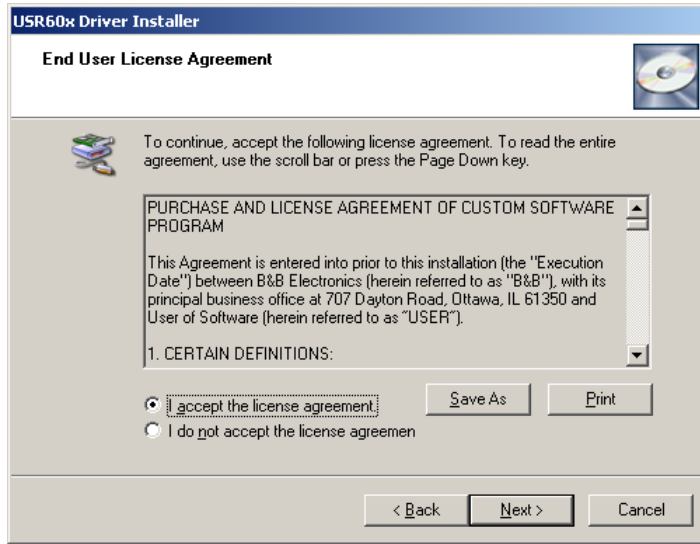 USR60x Driver Installer
End User License Agreement
To continue, accept the following license agreement. To read the entire
agreement, use the scroll bar or press the Page Down key.
PURCHASE AND LICENSE AGREEMENT OF CUSTOM SOFTWARE
PROGRAM
This Agreement is entered into prior to this installation (the "Execution
Date") between B&B Electronics (herein referred to as "B&B"), with its
principal business office at 707 Dayton Road, Ottawa, IL 61350 and
User of Software (herein referred to as "USER").
1. CERTAIN DEFINITIONS:
I accept the license agreement.
Save As
Print
I do not accept the license agreemen
< Back
Next >
Cancel